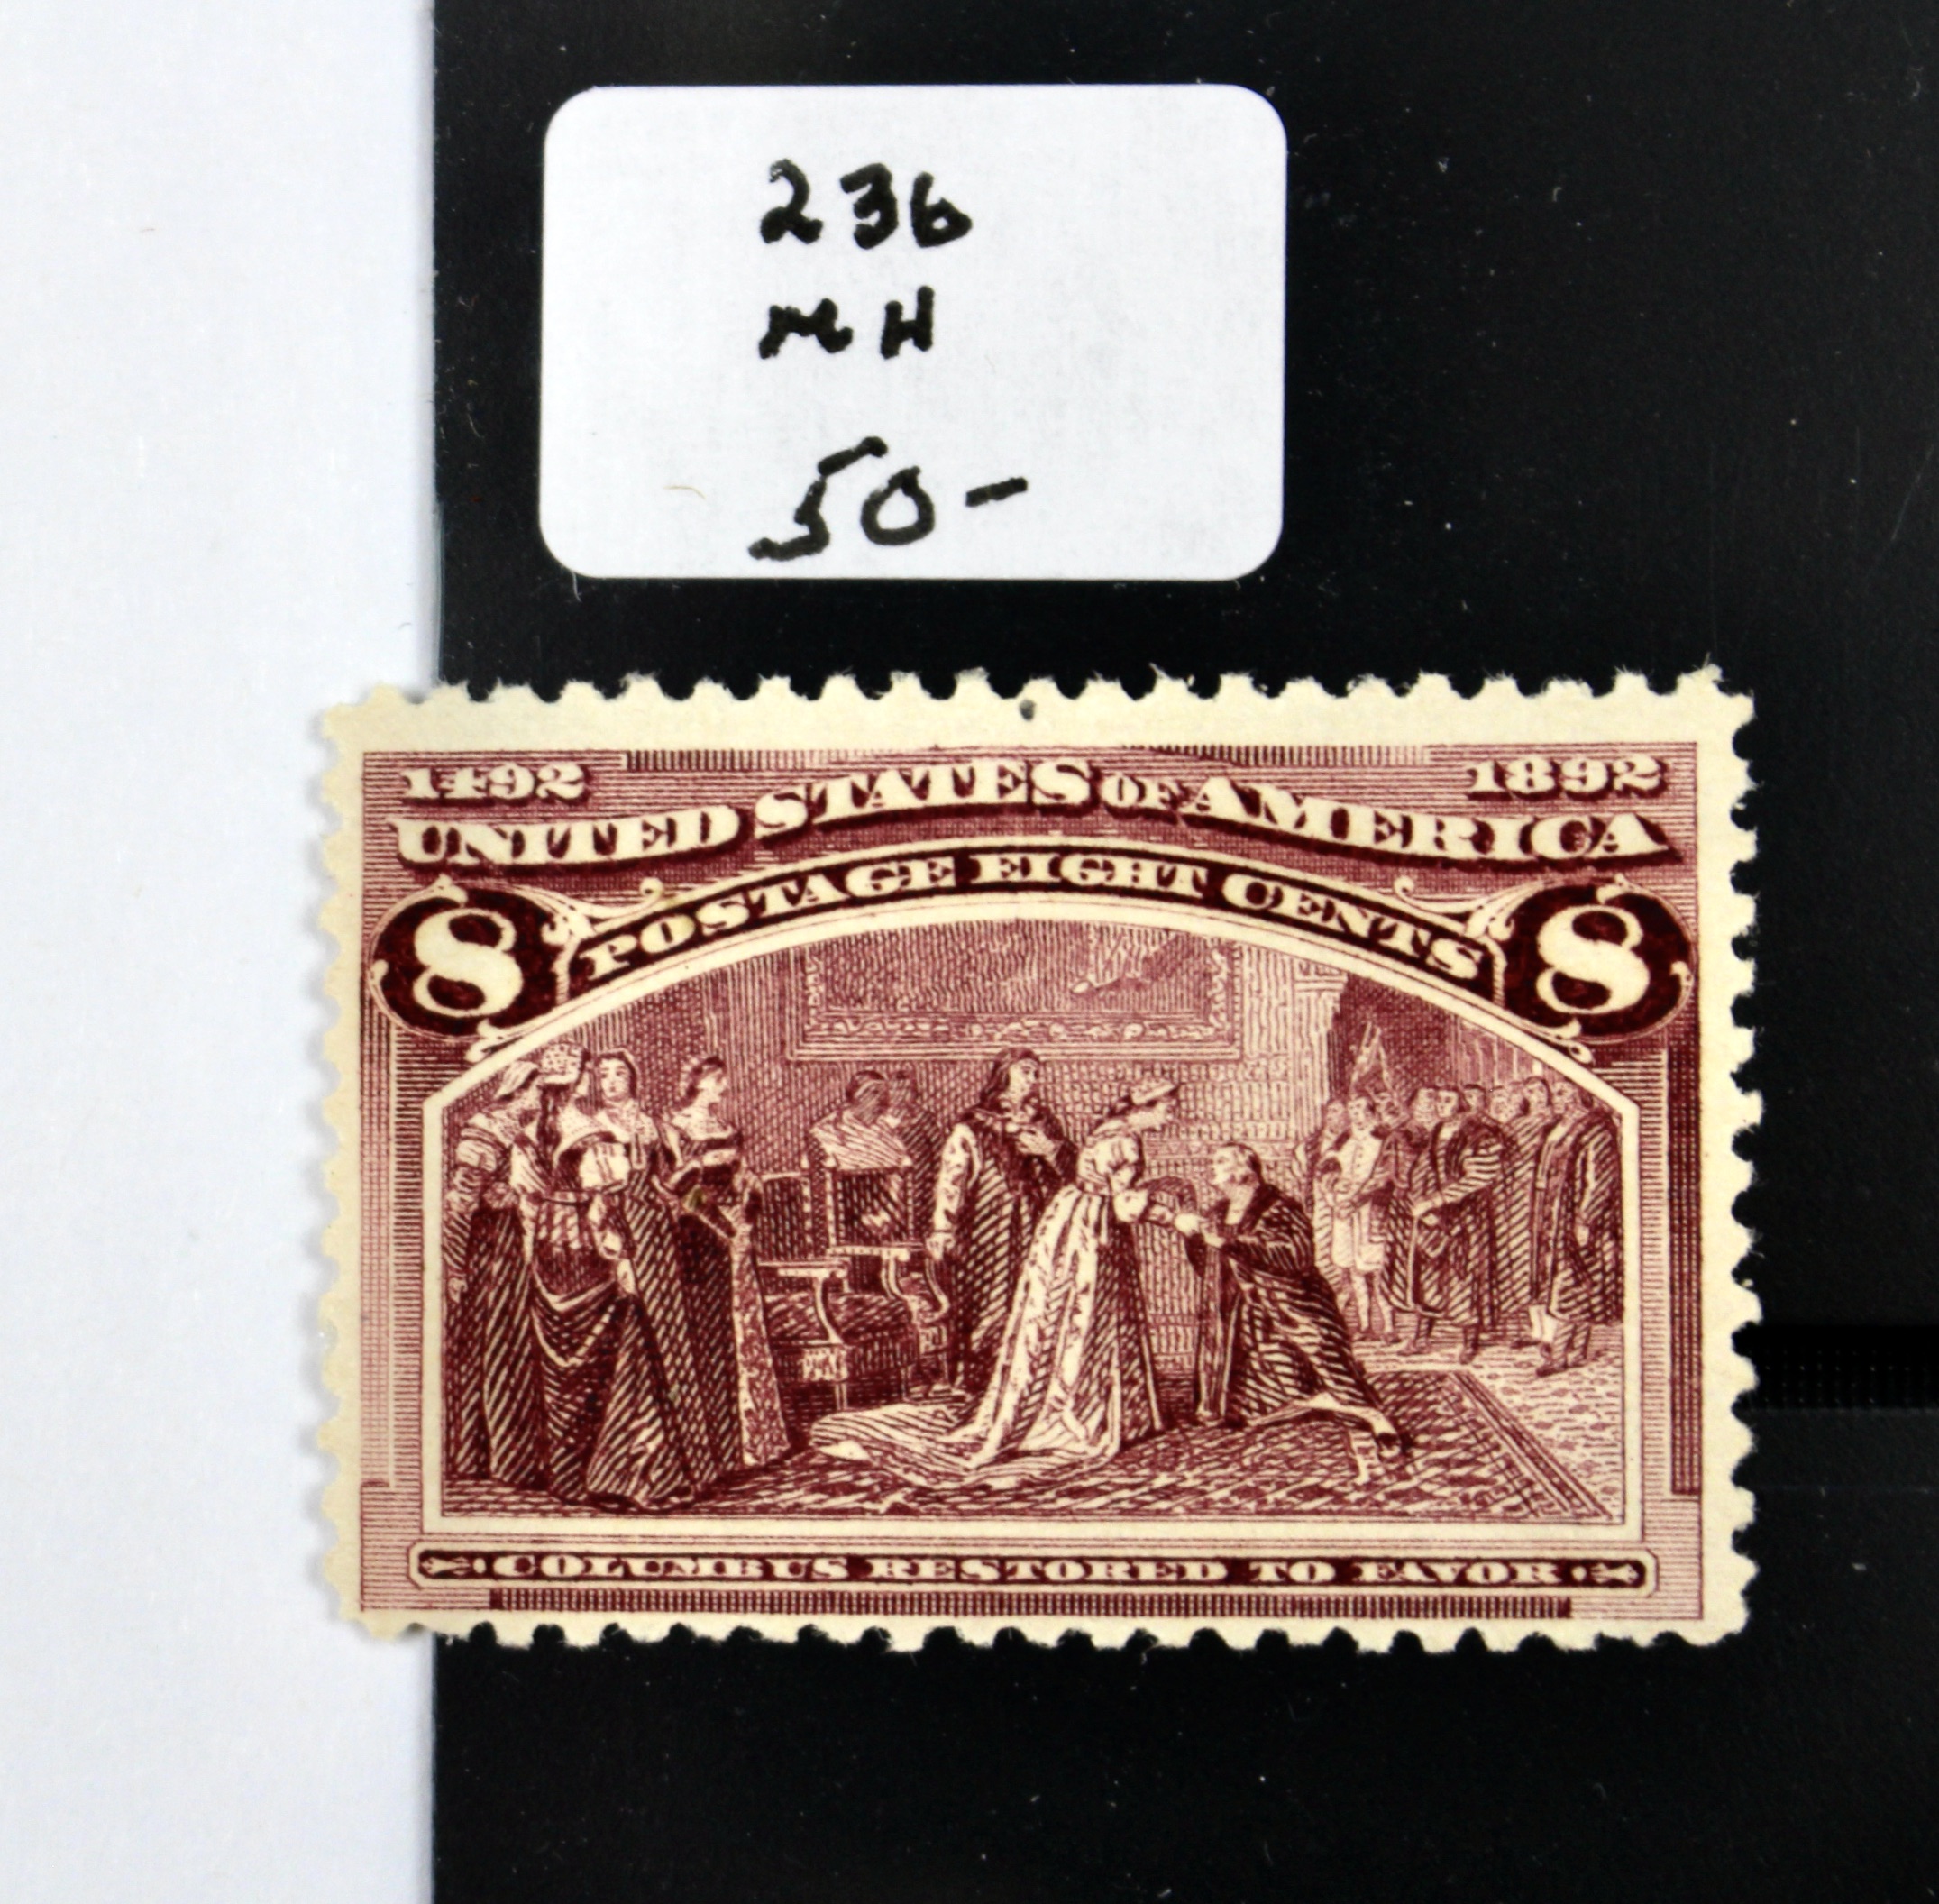 236
MH
50-
1492 1892
UNITED STATES OF AMERICA
8 POSTAGE EIGHT CENTS 8
COLUMBUS RESTORED TO FAVOR